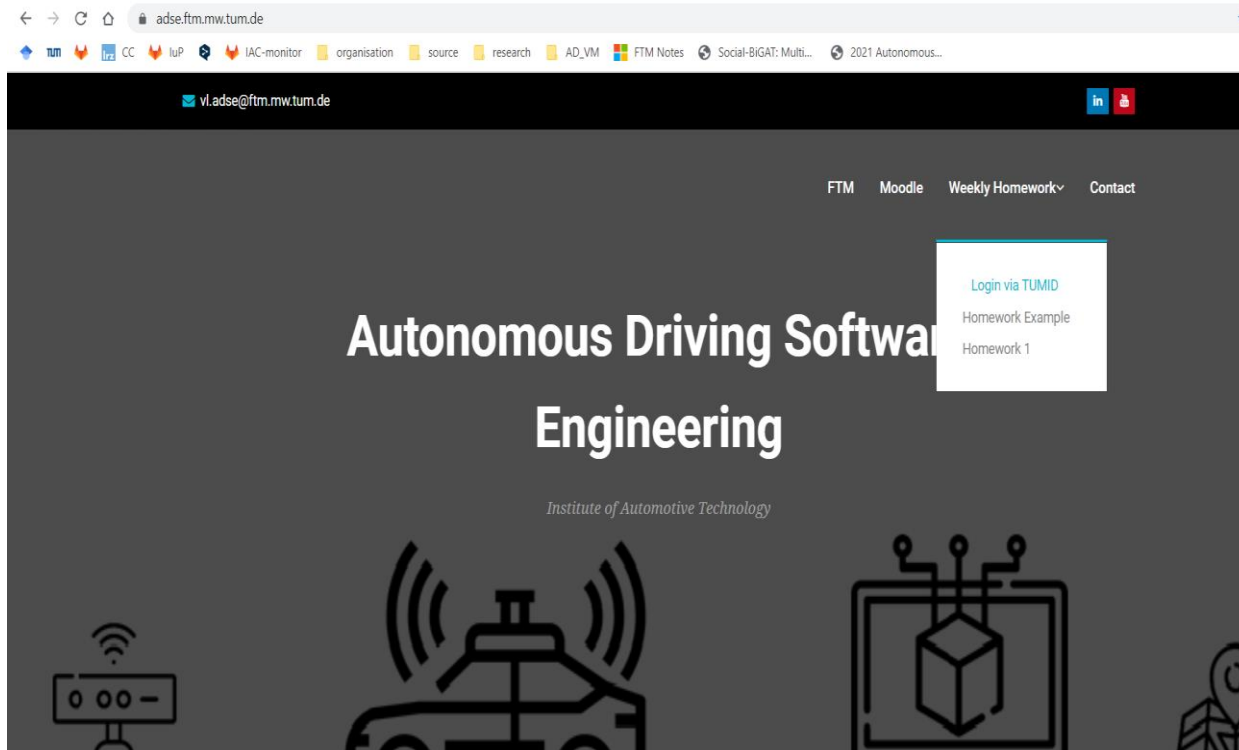 adse.ftm.mw.tum.de
TUM CC IuP IAC-monitor organisation source research AD_VM FTM Notes Social-BiGAT: Multi... 2021 Autonomous...
vl.adse@ftm.mw.tum.de
FTM Moodle Weekly Homework Contact
Login via TUMID
Homework Example
Homework 1
Autonomous Driving Softwa
Engineering
Institute of Automotive Technology